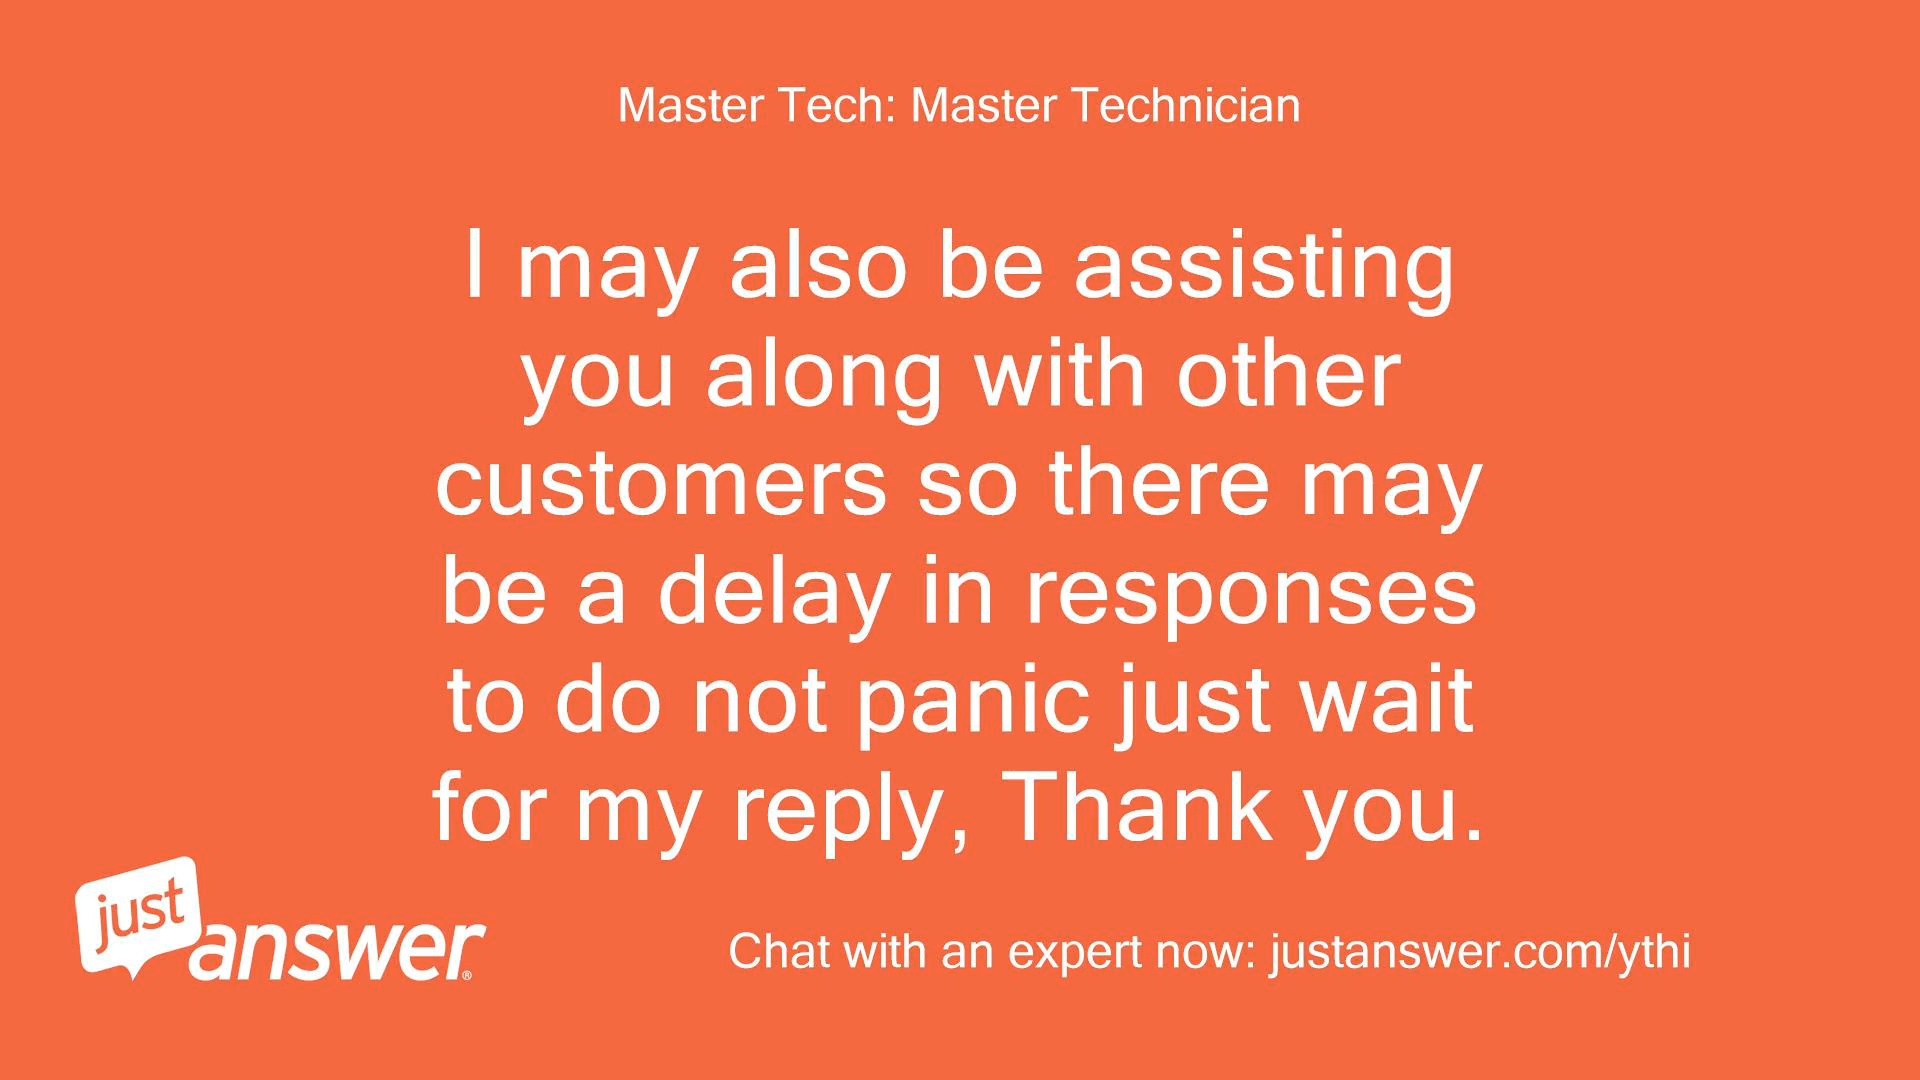 Master Tech: Master Technician
I may also be assisting
you along with other
customers so there may
be a delay in responses
to do not panic just wait
for my reply, Thank you.
just
answer®
Chat with an expert now: justanswer.com/ythi